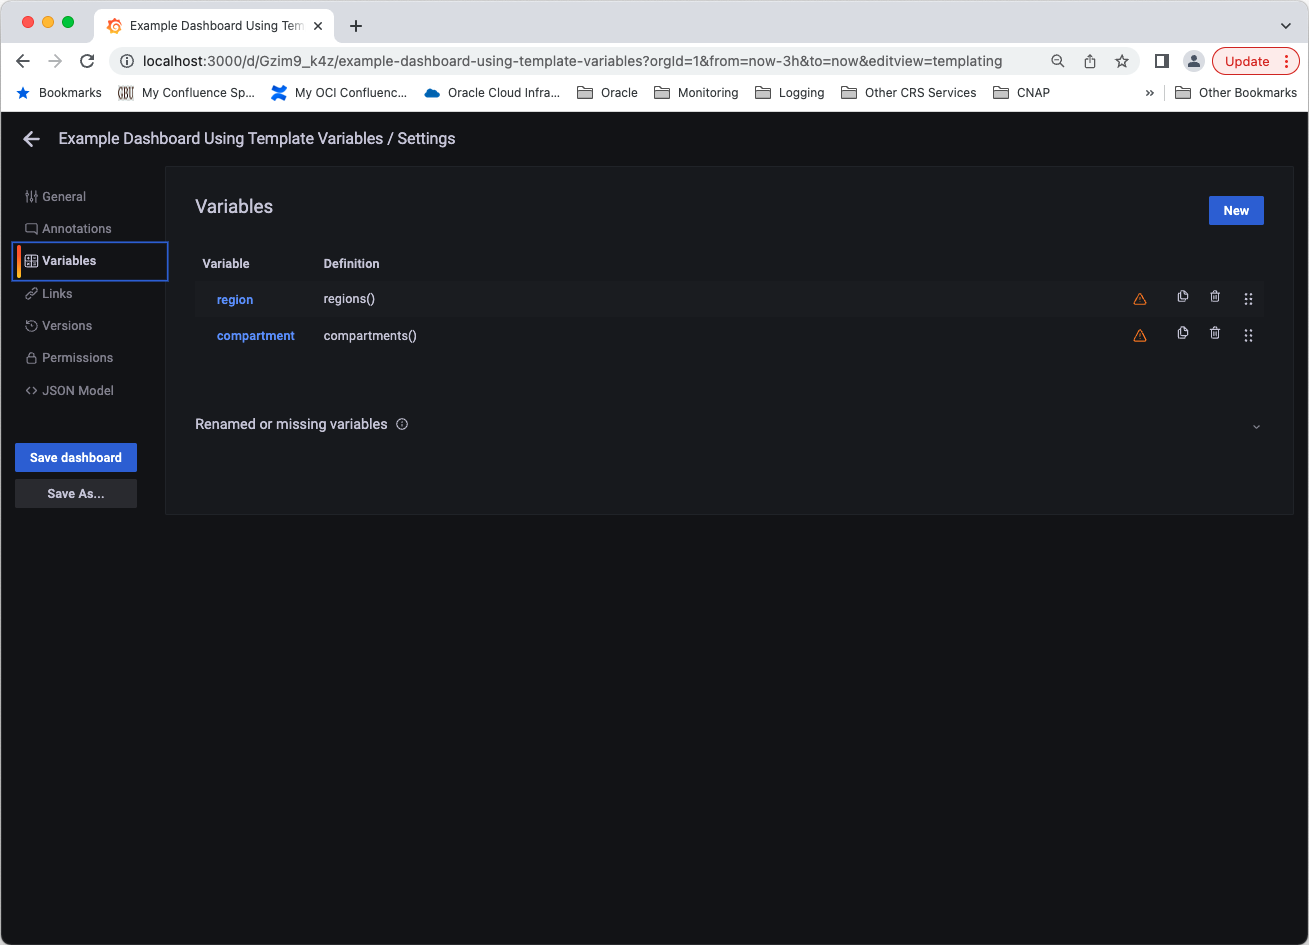 Example Dashboard Using Tem
localhost:3000/d/Gzim9_k4z/example-dashboard-using-template-variables?orgId=1&from=now-3h&to=now&editview=templating
Update
Bookmarks
My Confluence Sp...
My OCI Confluenc...
Oracle Cloud Infra...
Oracle
Monitoring
Logging
Other CRS Services
CNAP
»
Other Bookmarks
Example Dashboard Using Template Variables / Settings
General
Annotations
Variables
Links
Versions
Permissions
JSON Model
Save dashboard
Save As...
Variables
New
Variable Definition
region regions()
compartment compartments()
Renamed or missing variables